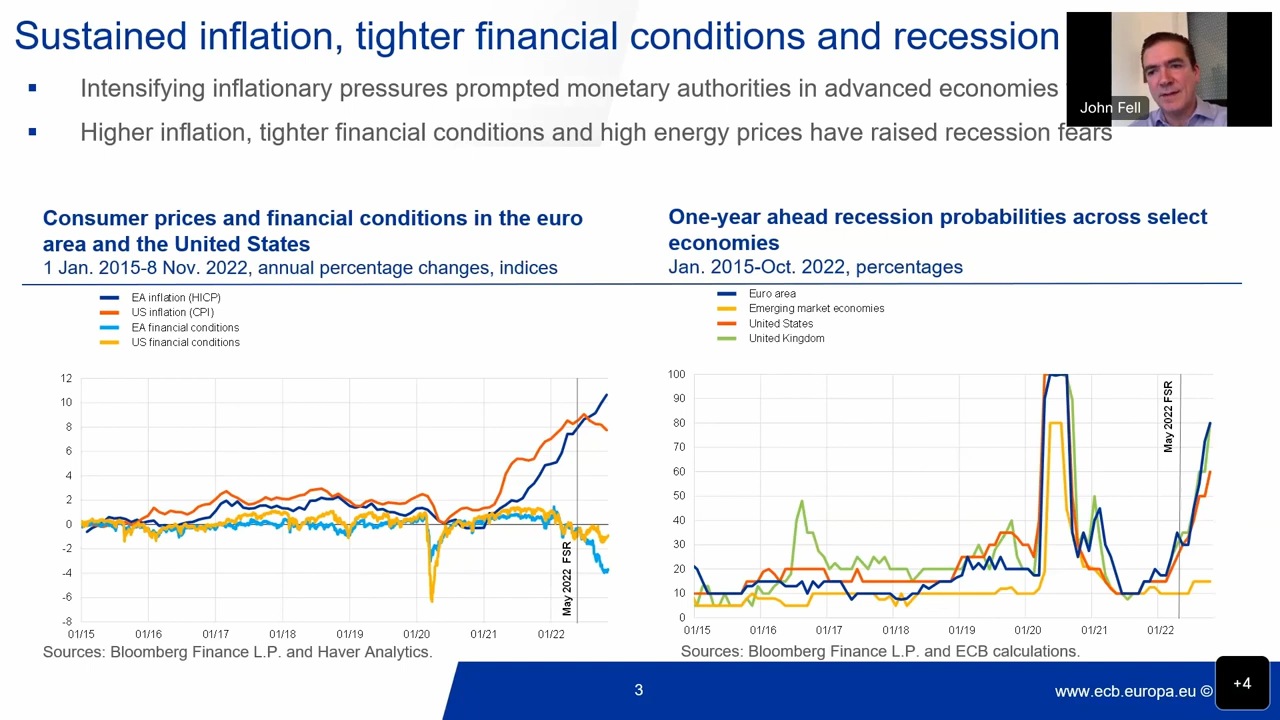 Sustained inflation, tighter financial conditions and recession
John Fell
Intensifying inflationary pressures prompted monetary authorities in advanced economies
Higher inflation, tighter financial conditions and high energy prices have raised recession fears
Consumer prices and financial conditions in the euro
area and the United States
1 Jan. 2015-8 Nov. 2022, annual percentage changes, indices
EA inflation (HICP)
US inflation (CPI)
EA financial conditions
US financial conditions
12
10
8
6
4
2
0
-2
-4
-6
-8
May 2022 FSR
01/15 01/16 01/17 01/18 01/19 01/20 01/21 01/22
Sources: Bloomberg Finance L.P. and Haver Analytics.
One-year ahead recession probabilities across select
economies
Jan. 2015-Oct. 2022, percentages
Euro area
Emerging market economies
United States
United Kingdom
100
90
80
70
60
50
40
30
20
10
0
May 2022 FSR
01/15 01/16 01/17 01/18 01/19 01/20 01/21 01/22
Sources: Bloomberg Finance L.P. and ECB calculations.
3
www.ecb.europa.eu ©
+4